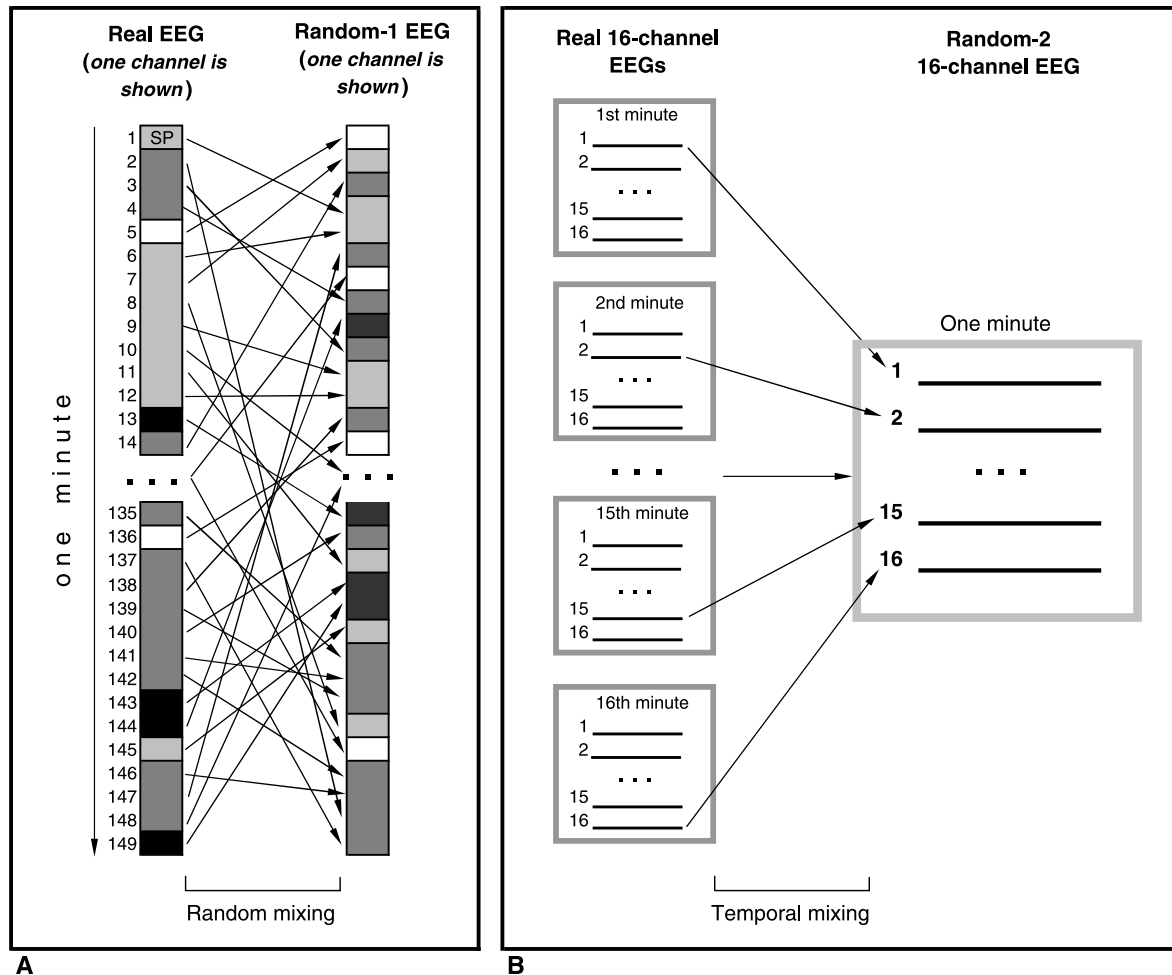 Real EEG
(one channel is
shown)
Random-1 EEG
(one channel is
shown)
one minute
1
SP
2
3
4
5
6
7
8
9
10
11
12
13
14
. . .
. . .
135
136
137
138
139
140
141
142
143
144
145
146
147
148
149
Random mixing
A
Real 16-channel
EEGs
Random-2
16-channel EEG
1st minute
1
2
. . .
15
16
2nd minute
1
2
. . .
15
16
. . .
15th minute
1
2
. . .
15
16
16th minute
1
2
. . .
15
16
One minute
1
2
. . .
15
16
Temporal mixing
B